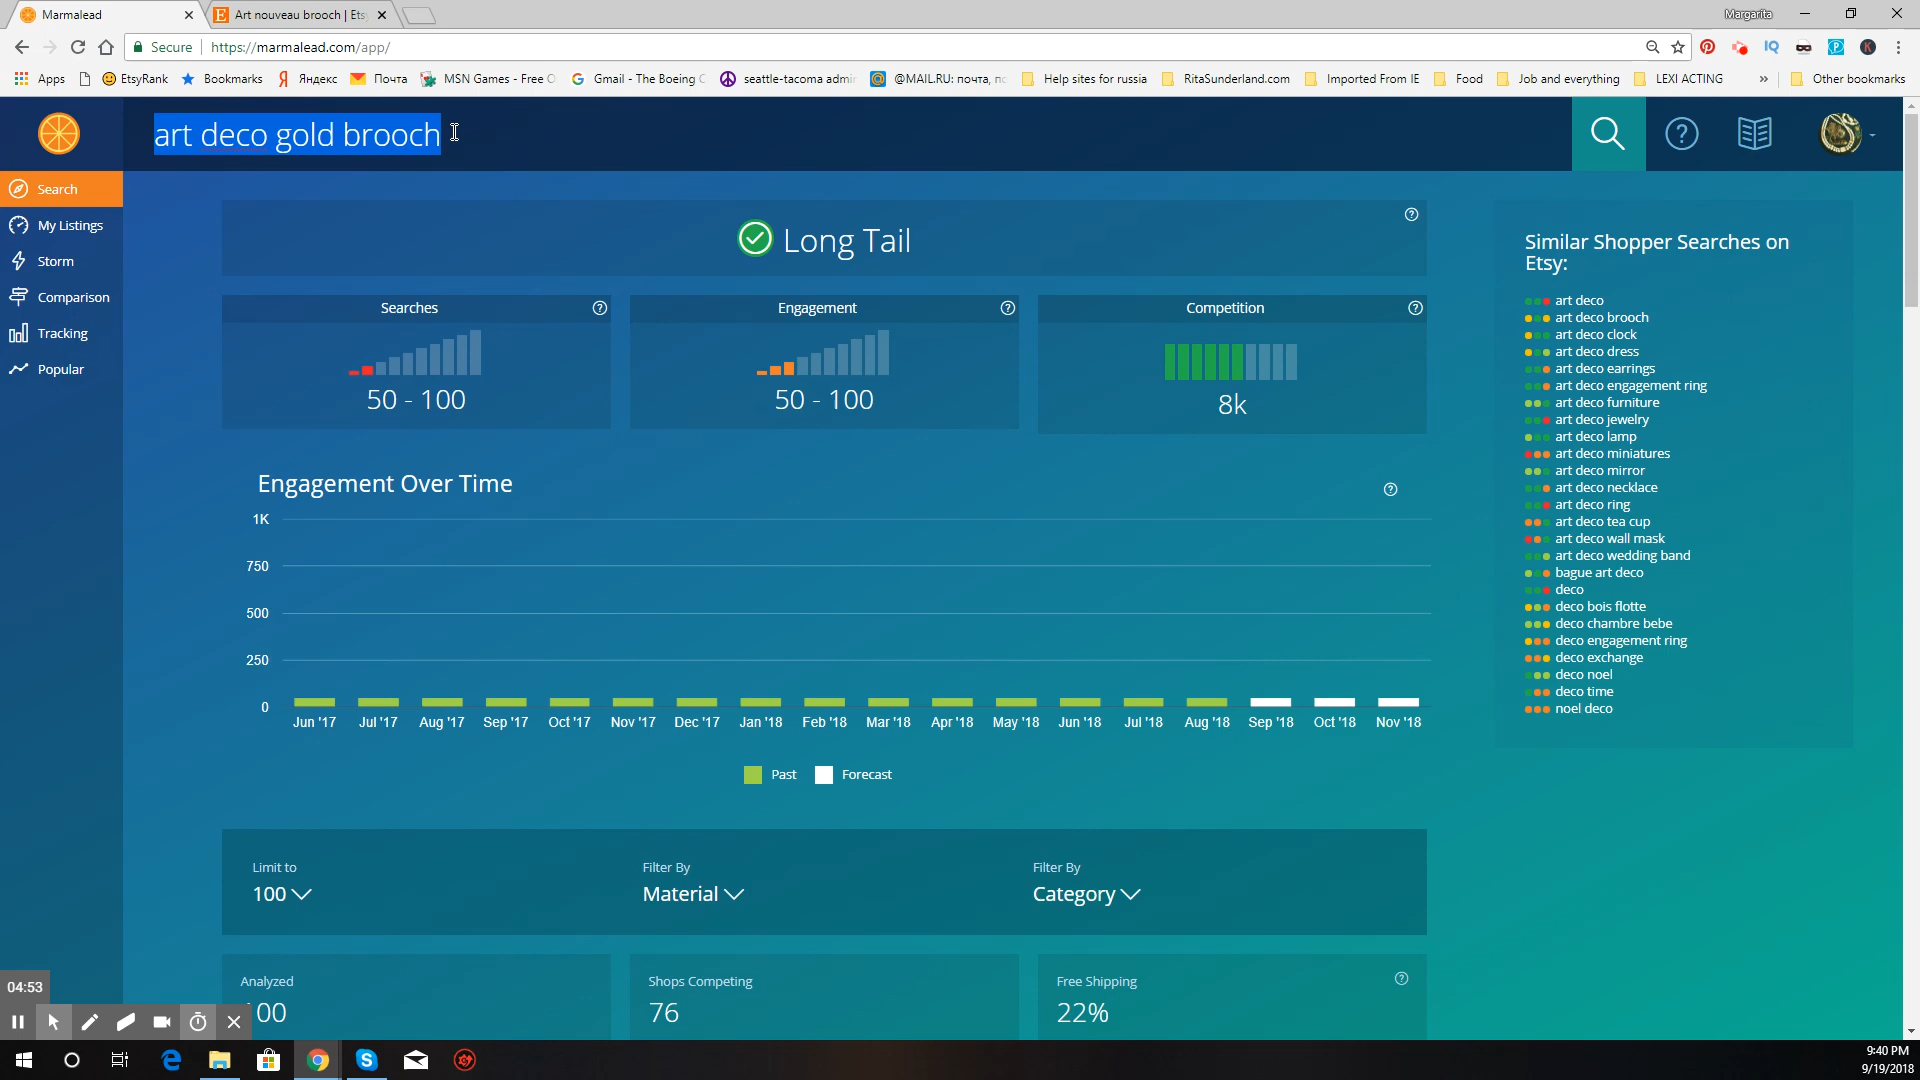 Marmalead
Art nouveau brooch | Ets
Margarita
Secure
https://marmalead.com/app/
Apps
EtsyRank
Bookmarks
Яндекс
Почта
MSN Games - Free O
Gmail - The Boeing C
seattle-tacoma admi
@MAIL.RU: почта, по
Help sites for russia
RitaSunderland.com
Imported From IE
Food
Job and everything
LEXI ACTING
»
Other bookmarks
art deco gold brooch
Search
My Listings
Storm
Comparison
Tracking
Popular
Long Tail
Searches
50 - 100
Engagement
50 - 100
Competition
8k
Engagement Over Time
1K
750
500
250
0
Jun '17 Jul '17 Aug '17 Sep '17 Oct '17 Nov '17 Dec '17 Jan '18 Feb '18 Mar '18 Apr '18 May '18 Jun '18 Jul '18 Aug '18 Sep '18 Oct '18 Nov '18
Past
Forecast
Similar Shopper Searches on
Etsy:
art deco
art deco brooch
art deco clock
art deco dress
art deco earrings
art deco engagement ring
art deco furniture
art deco jewelry
art deco lamp
art deco miniatures
art deco mirror
art deco necklace
art deco ring
art deco tea cup
art deco wall mask
art deco wedding band
bague art deco
deco
deco bois flotte
deco chambre bebe
deco engagement ring
deco exchange
deco noel
deco time
noel deco
Limit to
100
Filter By
Material
Filter By
Category
Analyzed
00
Shops Competing
76
Free Shipping
22%
04:53
9:40 PM
9/19/2018